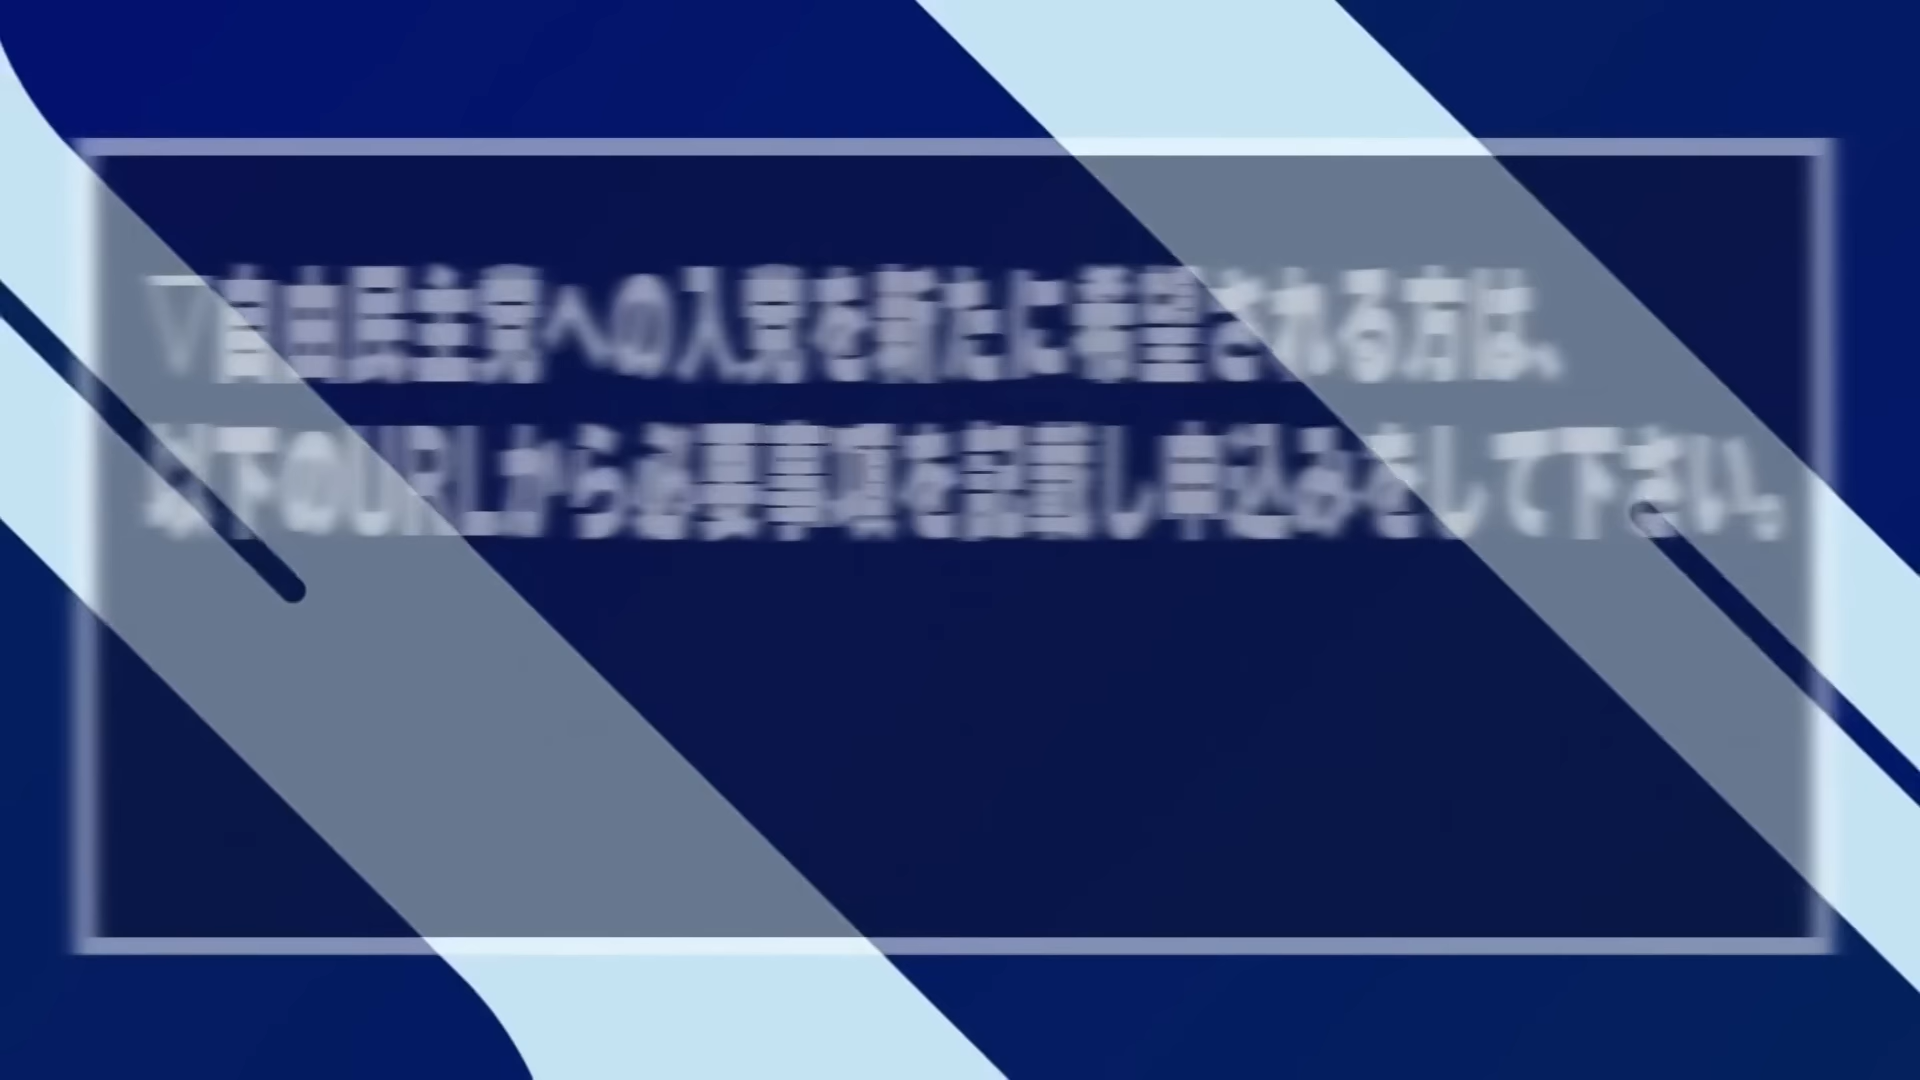 ▽自由民主党への入党を新たに希望される方は、
以下のURLから必要事項を記載し申込みをして下さい。